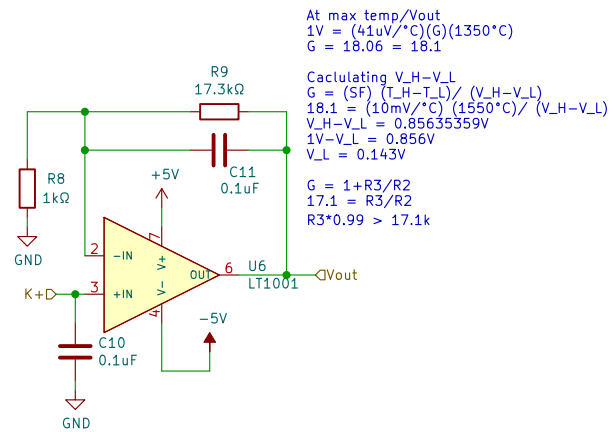 At max temp/Vout
1V = (41uV/°C)(G)(1350°C)
G = 18.06 = 18.1
Caclulating V_H-V_L
G = (SF) (T_H-T_L)/ (V_H-V_L)
18.1 = (10mV/°C) (1550°C)/ (V_H-V_L)
V_H-V_L = 0.85635359V
1V-V_L = 0.856V
V_L = 0.143V
G = 1+R3/R2
17.1 = R3/R2
R3*0.99 > 17.1k
R9
17.3kΩ
C11
0.1uF
R8
1kΩ
GND
+5V
7
V+
2
-IN
3
+IN
K+
OUT
6
U6
LT1001
Vout
V-
4
-5V
C10
0.1uF
GND